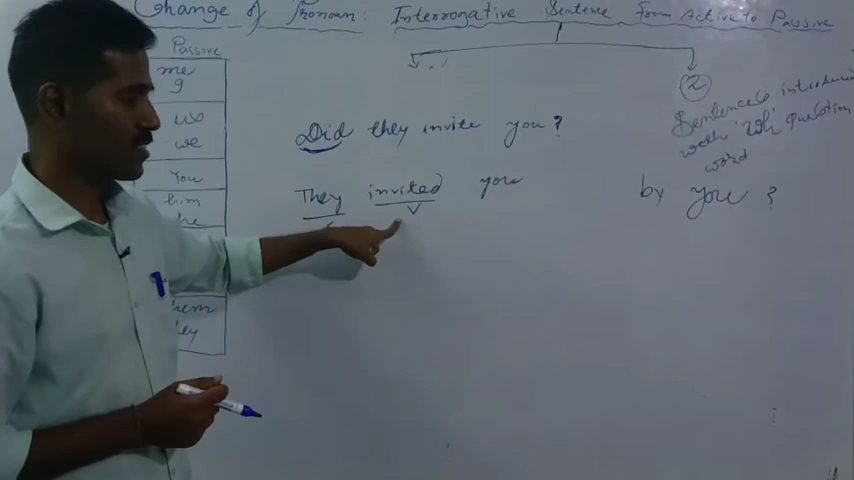 Change of Pronoun: Interrogative Sentence From Active to Passive
Passive
me
I
us
we
You
him
he
them
they
2
Sentences introduced
with 'Wh' question
word
Did they invite you?
They invited you
V
by you ?